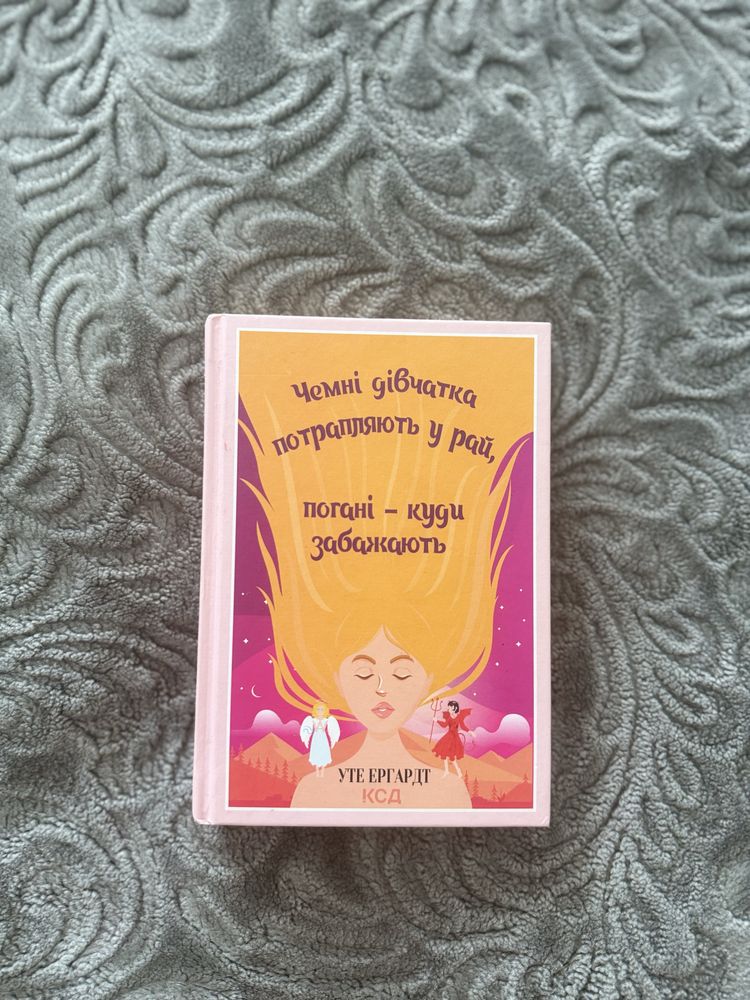 Чемні дівчатка
потрапляють у рай,
погані – куди
забажають
УТЕ ЕРГАРДТ
КСД